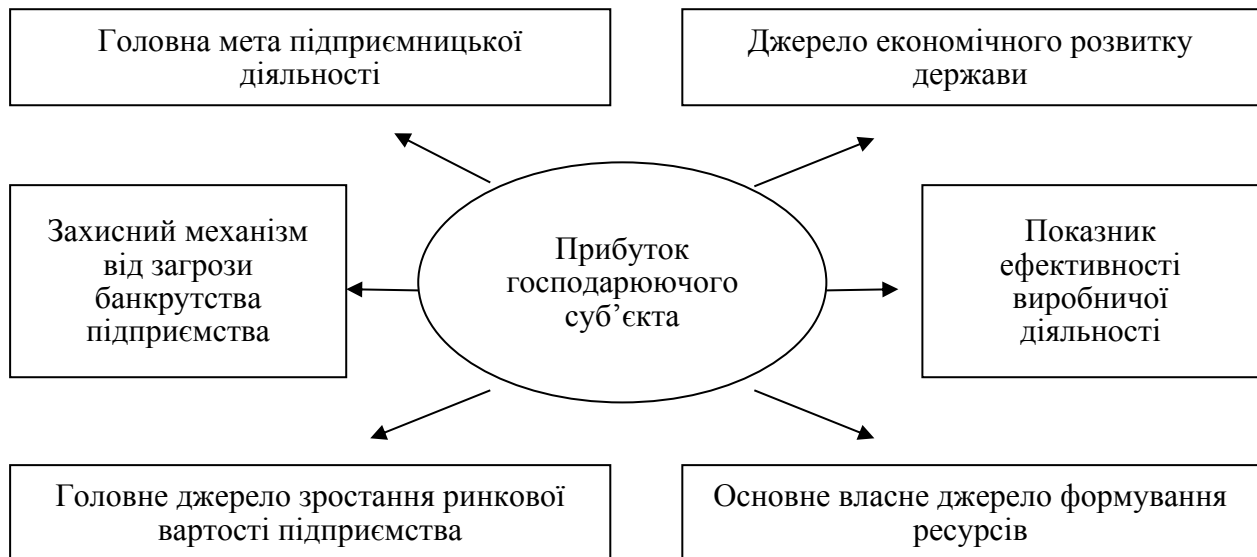 Головна мета підприємницької
діяльності
Джерело економічного розвитку
держави
Захисний механізм
від загрози
банкрутства
підприємства
Прибуток
господарюючого
суб’єкта
Показник
ефективності
виробничої
діяльності
Головне джерело зростання ринкової
вартості підприємства
Основне власне джерело формування
ресурсів